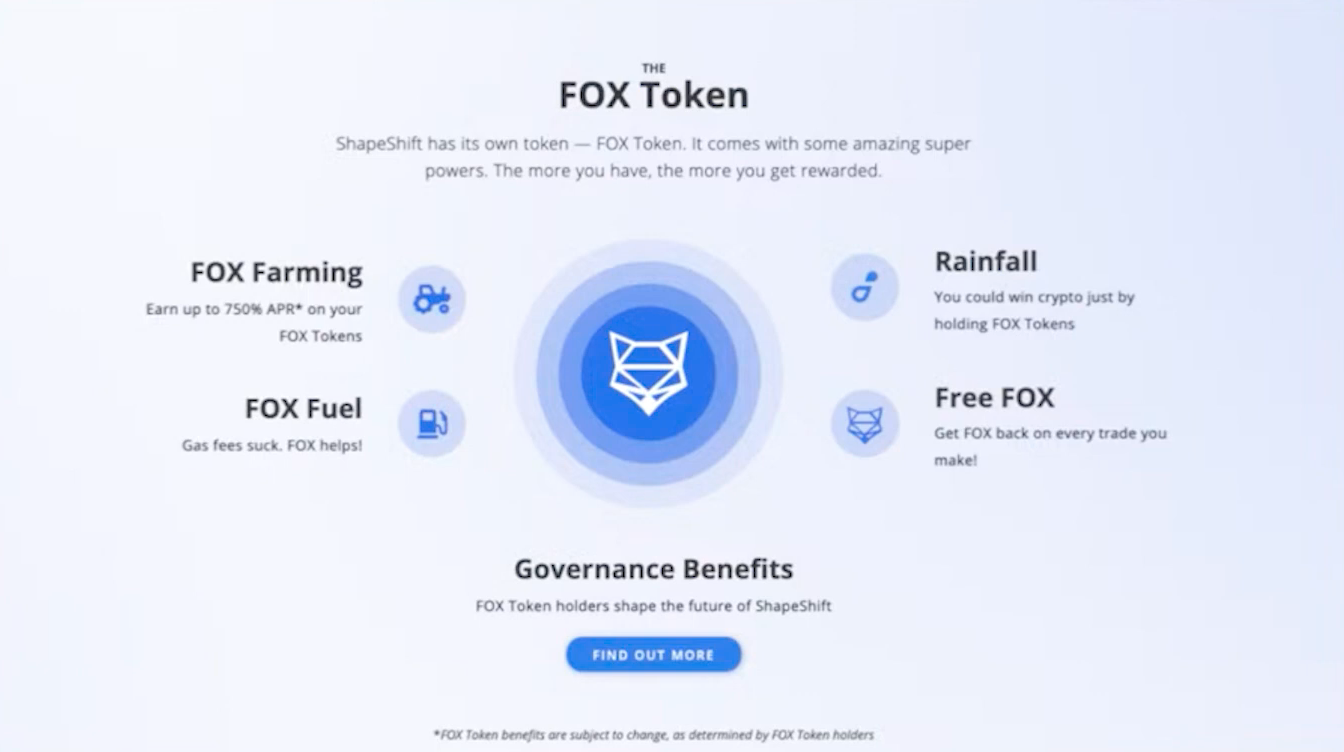 THE
FOX Token
ShapeShift has its own token — FOX Token. It comes with some amazing super
powers. The more you have, the more you get rewarded.
FOX Farming
Earn up to 750% APR* on your
FOX Tokens
FOX Fuel
Gas fees suck. FOX helps!
Rainfall
You could win crypto just by
holding FOX Tokens
Free FOX
Get FOX back on every trade you
make!
Governance Benefits
FOX Token holders shape the future of ShapeShift
FIND OUT MORE
*FOX Token benefits are subject to change, as determined by FOX Token holders